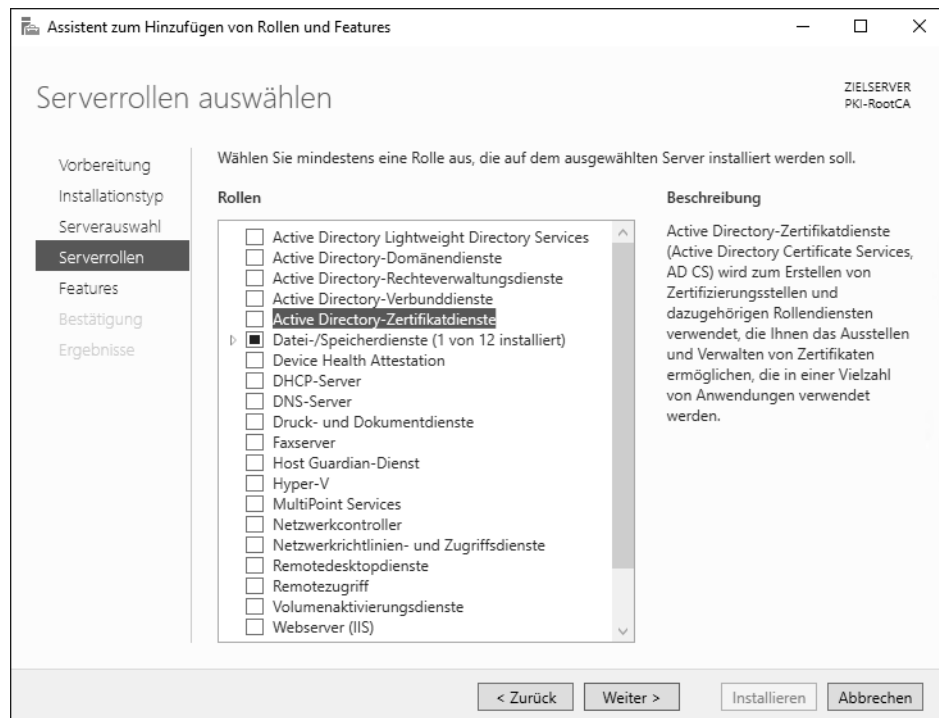 Assistent zum Hinzufügen von Rollen und Features
Serverrollen auswählen
ZIELSERVER
PKI-RootCA
Vorbereitung
Installationstyp
Serverauswahl
Serverrollen
Features
Bestätigung
Ergebnisse
Wählen Sie mindestens eine Rolle aus, die auf dem ausgewählten Server installiert werden soll.
Rollen
Active Directory Lightweight Directory Services
Active Directory-Domänendienste
Active Directory-Rechteverwaltungsdienste
Active Directory-Verbunddienste
Active Directory-Zertifikatdienste
Datei-/Speicherdienste (1 von 12 installiert)
Device Health Attestation
DHCP-Server
DNS-Server
Druck- und Dokumentdienste
Faxserver
Host Guardian-Dienst
Hyper-V
MultiPoint Services
Netzwerkcontroller
Netzwerkrichtlinien- und Zugriffsdienste
Remotedesktopdienste
Remotezugriff
Volumenaktivierungsdienste
Webserver (IIS)
Beschreibung
Active Directory-Zertifikatdienste
(Active Directory Certificate Services,
AD CS) wird zum Erstellen von
Zertifizierungsstellen und
dazugehörigen Rollendiensten
verwendet, die Ihnen das Ausstellen
und Verwalten von Zertifikaten
ermöglichen, die in einer Vielzahl
von Anwendungen verwendet
werden.
< Zurück
Weiter >
Installieren
Abbrechen